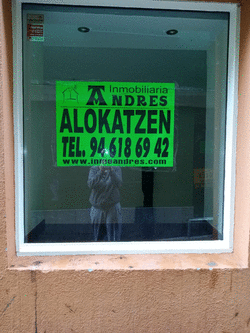 Inmobiliaria
ANDRES
ALOKATZEN
TEL. 94 618 69 42
www.inmoandres.com